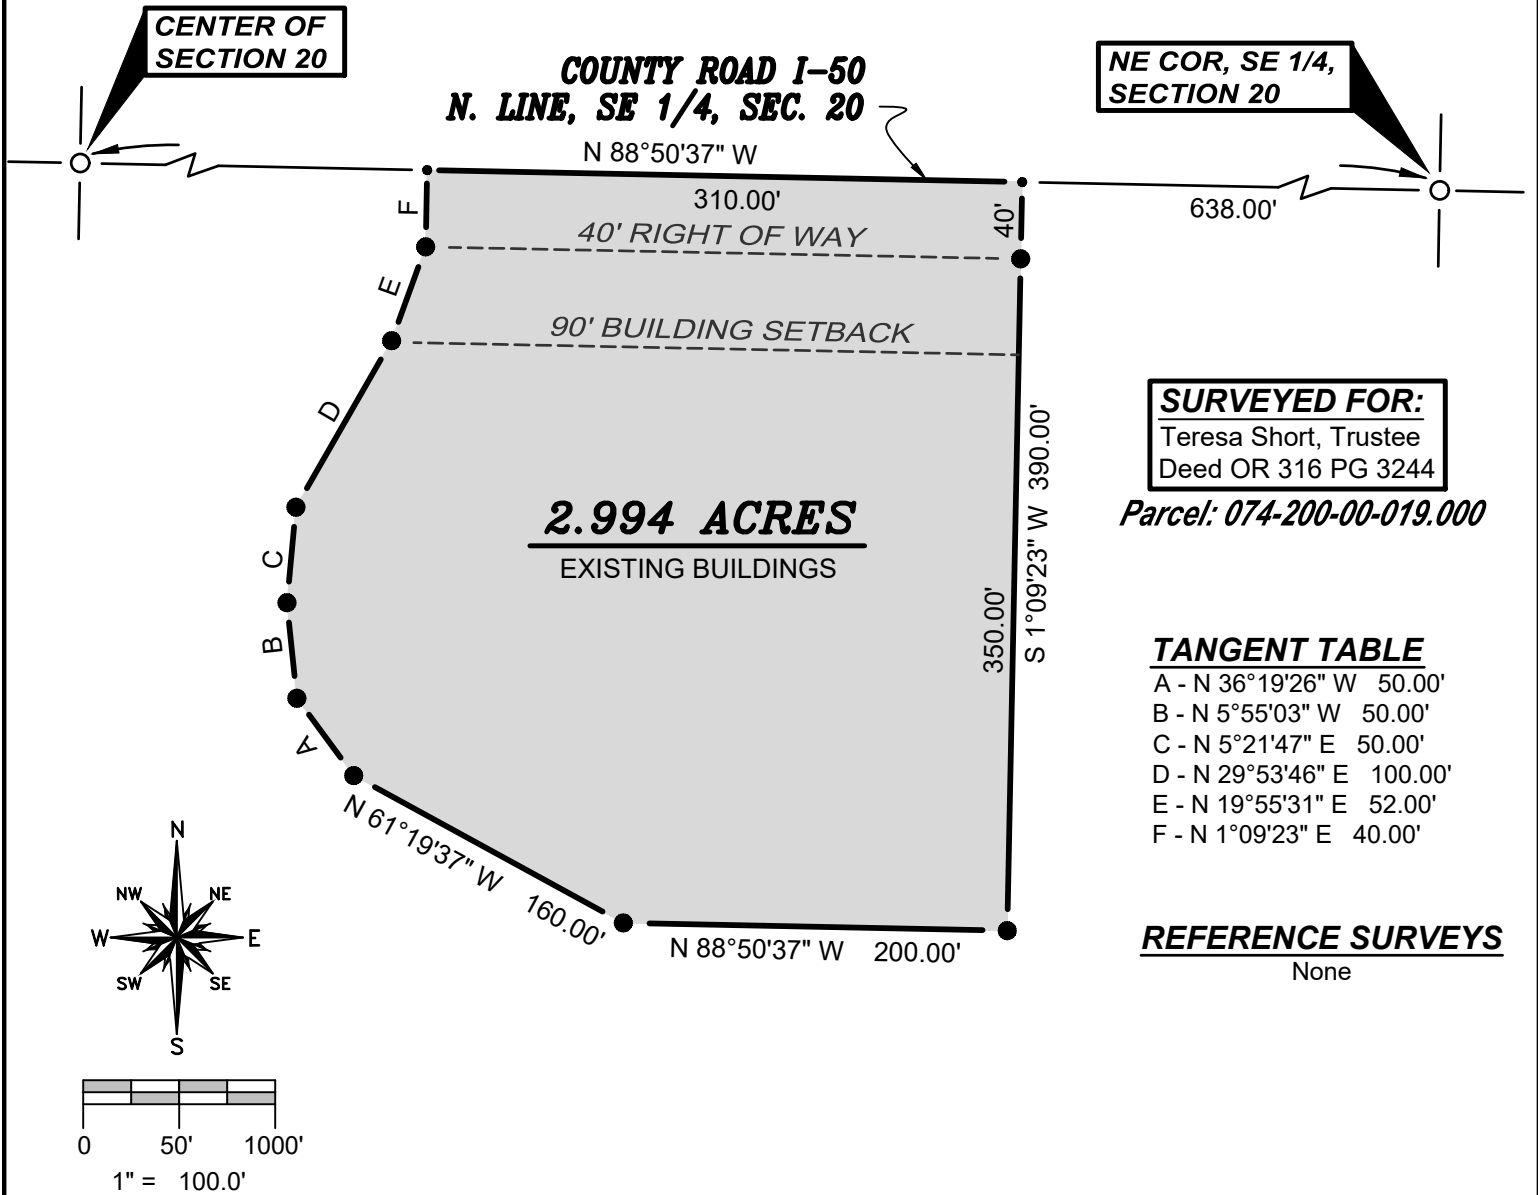 CENTER OF
SECTION 20
COUNTY ROAD I-50
N. LINE, SE 1/4, SEC. 20
NE COR, SE 1/4,
SECTION 20
N 88°50'37" W
310.00'
638.00'
F
40'
40' RIGHT OF WAY
E
90' BUILDING SETBACK
D
SURVEYED FOR:
Teresa Short, Trustee
Deed OR 316 PG 3244
Parcel: 074-200-00-019.000
2.994 ACRES
EXISTING BUILDINGS
S 1°09'23" W 390.00'
350.00'
C
B
A
TANGENT TABLE
A - N 36°19'26" W 50.00'
B - N 5°55'03" W 50.00'
C - N 5°21'47" E 50.00'
D - N 29°53'46" E 100.00'
E - N 19°55'31" E 52.00'
F - N 1°09'23" E 40.00'
N 61°19'37" W 160.00'
N 88°50'37" W 200.00'
REFERENCE SURVEYS
None
N
NW NE
W E
SW SE
S
0 50' 1000'
1" = 100.0'